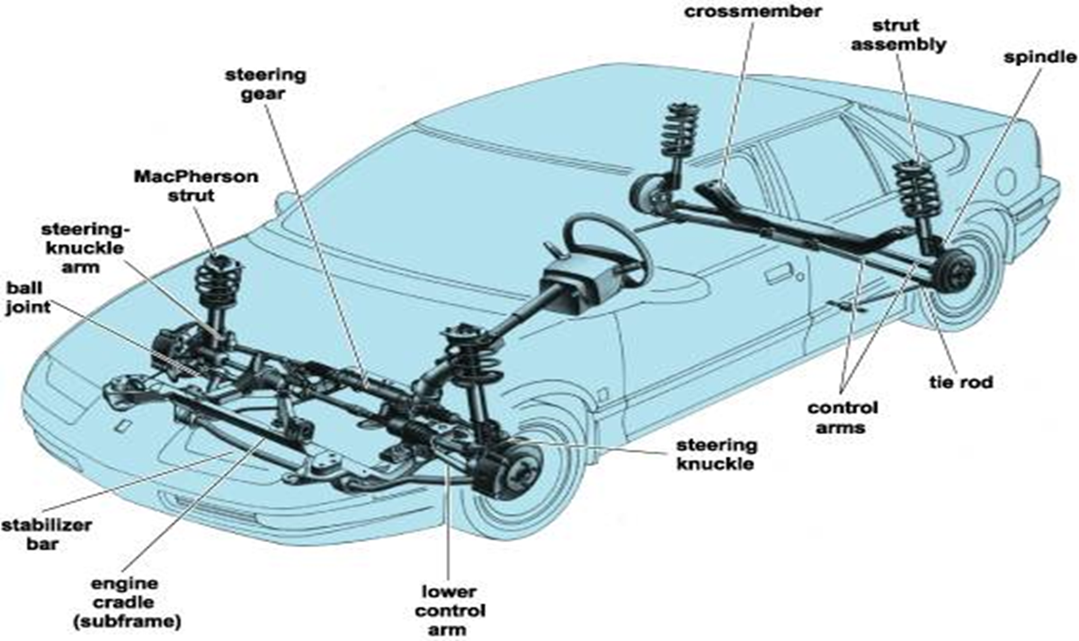 crossmember
strut
assembly
spindle
steering
gear
MacPherson
strut
steering-
knuckle
arm
ball
joint
tie rod
control
arms
steering
knuckle
stabilizer
bar
engine
cradle
(subframe)
lower
control
arm